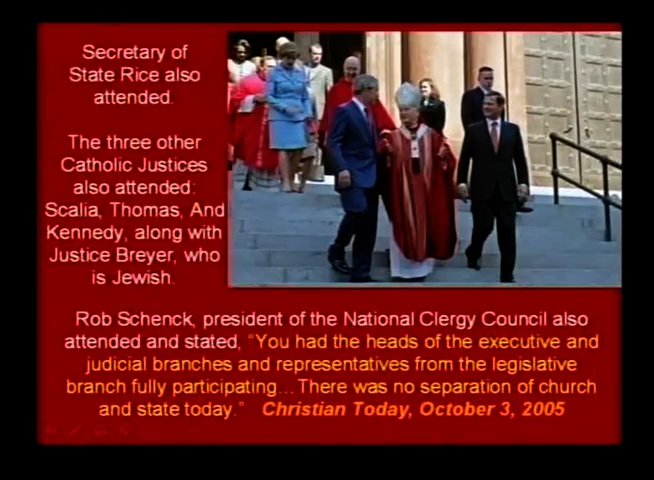 Secretary of
State Rice also
attended.
The three other
Catholic Justices
also attended:
Scalia, Thomas, And
Kennedy, along with
Justice Breyer, who
is Jewish.
Rob Schenck, president of the National Clergy Council also
attended and stated, “You had the heads of the executive and
judicial branches and representatives from the legislative
branch fully participating...There was no separation of church
and state today.” Christian Today, October 3, 2005